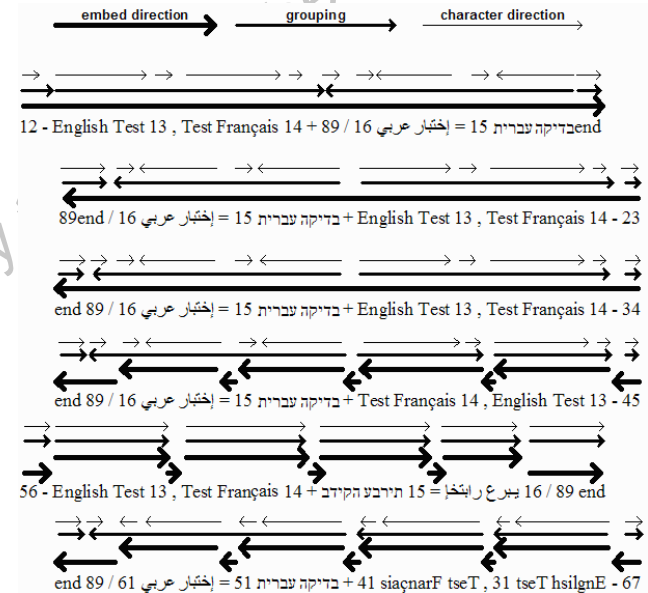 embed direction grouping character direction
12 - English Test 13 , Test Français 14 + בדיקה עברית 15 = إختبار عربي 16 / 89end
23 - English Test 13 , Test Français 14 + בדיקה עברית 15 = إختبار عربي 16 / 89end
34 - English Test 13 , Test Français 14 + בדיקה עברית 15 = إختبار عربي 16 / 89 end
45 - English Test 13 , Test Français 14 + בדיקה עברית 15 = إختبار عربي 16 / 89 end
56 - English Test 13 , Test Français 14 + תירבע הקידב 15 = يبرع رابتخإ 16 / 89 end
end 89 / 61 إختبار عربي = 51 בדיקה עברית + 41 siaçnarF tseT , 31 tseT hsilgnE - 67